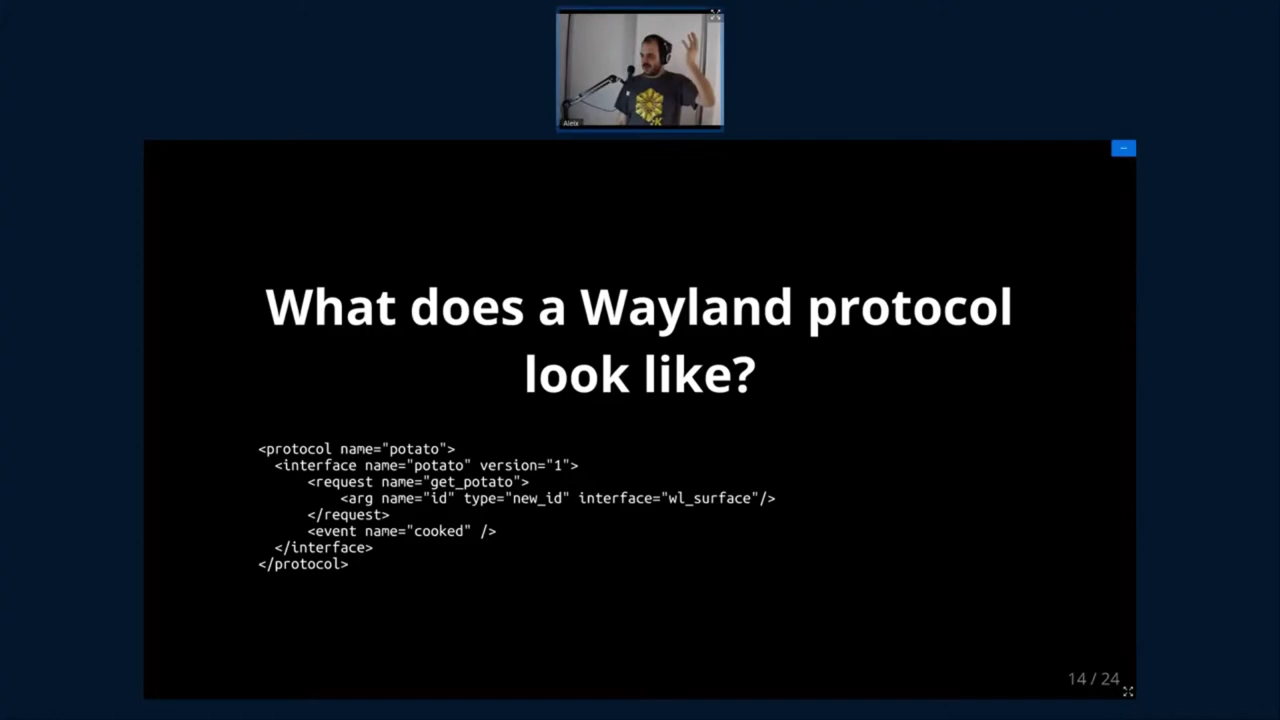 Aleix
What does a Wayland protocol
look like?
<protocol name="potato">
  <interface name="potato" version="1">
      <request name="get_potato">
          <arg name="id" type="new_id" interface="wl_surface"/>
      </request>
      <event name="cooked" />
  </interface>
</protocol>
14 / 24